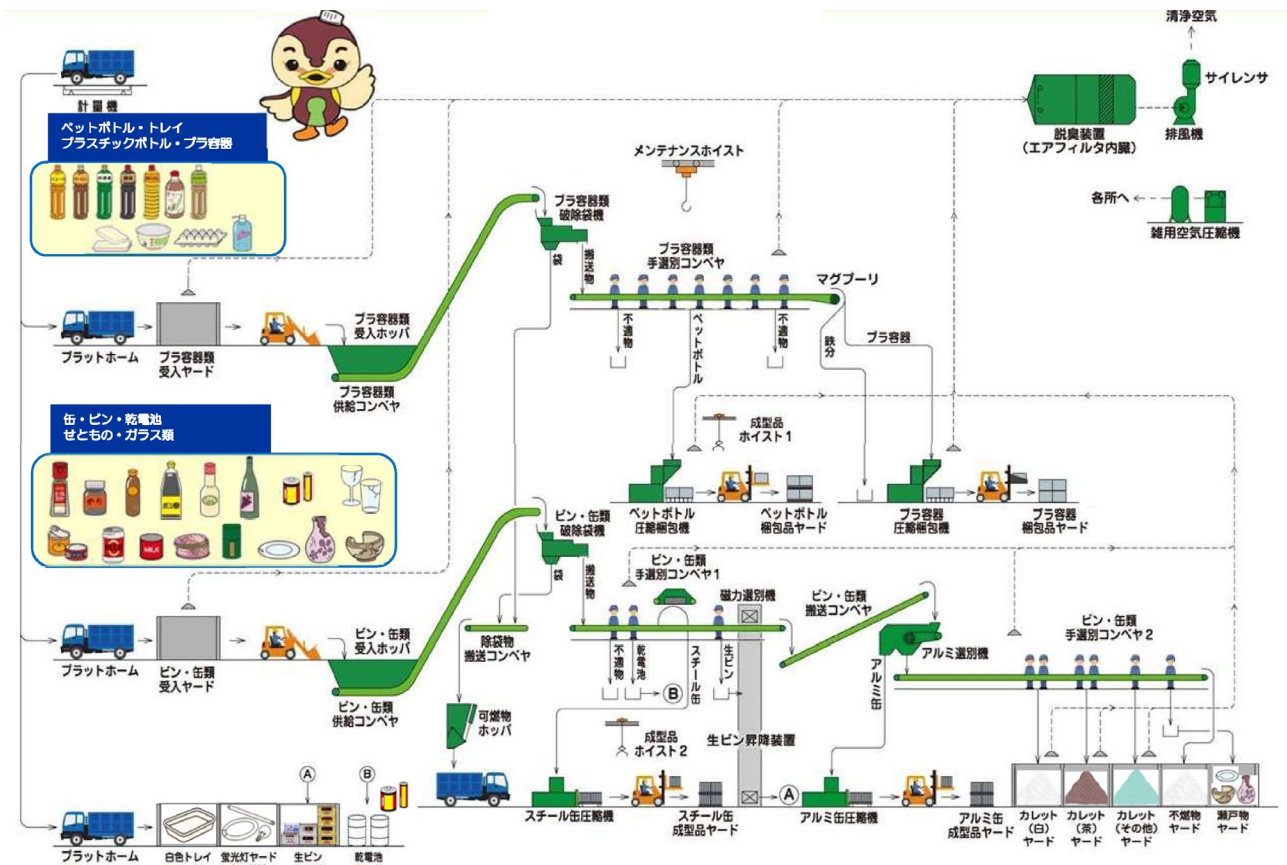 清浄空気
サイレンサ
計量機
ペットボトル・トレイ
プラスチックボトル・プラ容器
脱臭装置
(エアフィルタ内臓)
排風機
メンテナンスホイスト
各所へ
雑用空気圧縮機
プラ容器類
破除袋機
袋
搬送物
プラ容器類
手選別コンベヤ
マグプーリ
プラットホーム
プラ容器類
受入ヤード
プラ容器類
受入ホッパ
プラ容器類
供給コンベヤ
不適物
ペットボトル
不適物
鉄分
プラ容器
缶・ビン・乾電池
せともの・ガラス類
成型品
ホイスト1
ペットボトル
圧縮梱包機
ペットボトル
梱包品ヤード
プラ容器
圧縮梱包機
プラ容器
梱包品ヤード
MILK
ビン・缶類
破除袋機
袋
搬送物
ビン・缶類
手選別コンベヤ1
磁力選別機
ビン・缶類
搬送コンベヤ
アルミ選別機
ビン・缶類
手選別コンベヤ2
プラットホーム
ビン・缶類
受入ヤード
ビン・缶類
受入ホッパ
ビン・缶類
供給コンベヤ
除袋物
搬送コンベヤ
不適物
乾電池
B
スチール缶
生ビン
アルミ缶
可燃物
ホッパ
成型品
ホイスト2
生ビン昇降装置
A
スチール缶圧縮機
スチール缶
成型品ヤード
アルミ缶圧縮機
アルミ缶
成型品ヤード
カレット
(白)
ヤード
カレット
(茶)
ヤード
カレット
(その他)
ヤード
不燃物
ヤード
瀬戸物
ヤード
A
B
プラットホーム
白色トレイ
蛍光灯ヤード
生ビン
乾電池